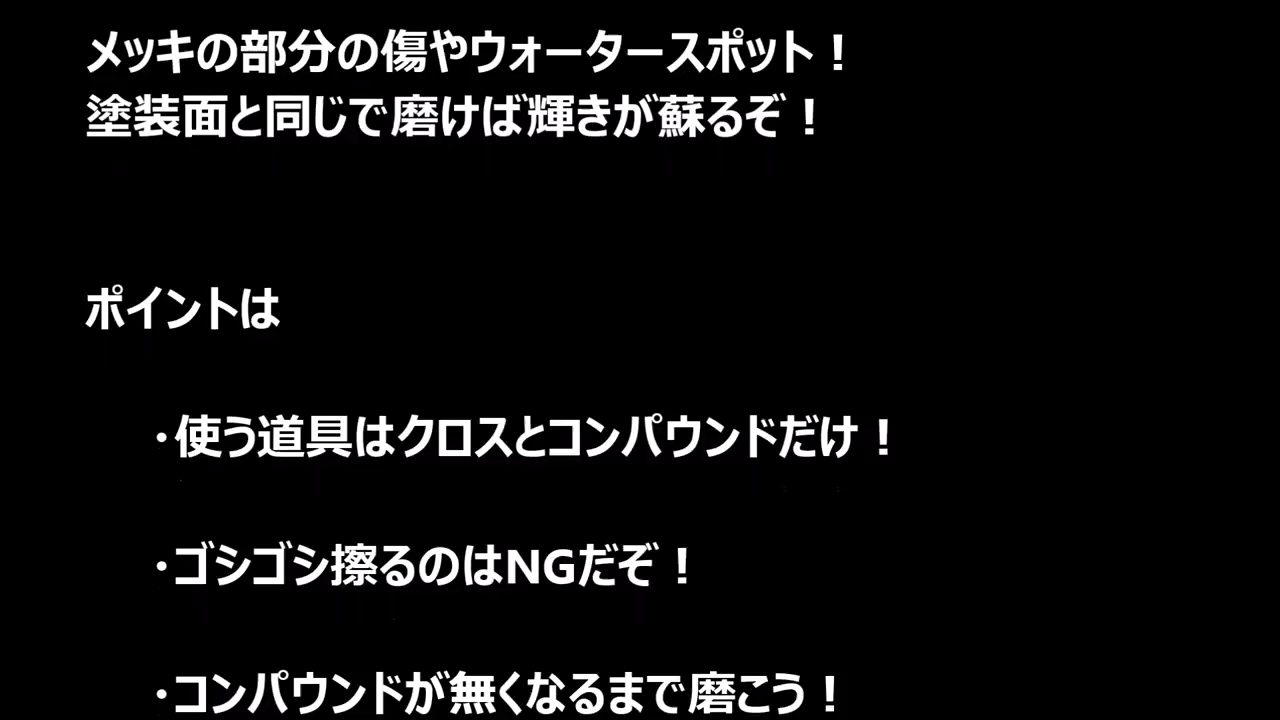 メッキの部分の傷やウォータースポット！
塗装面と同じで磨けば輝きが蘇るぞ！
ポイントは
・使う道具はクロスとコンパウンドだけ！
・ゴシゴシ擦るのはNGだぞ！
・コンパウンドが無くなるまで磨こう！